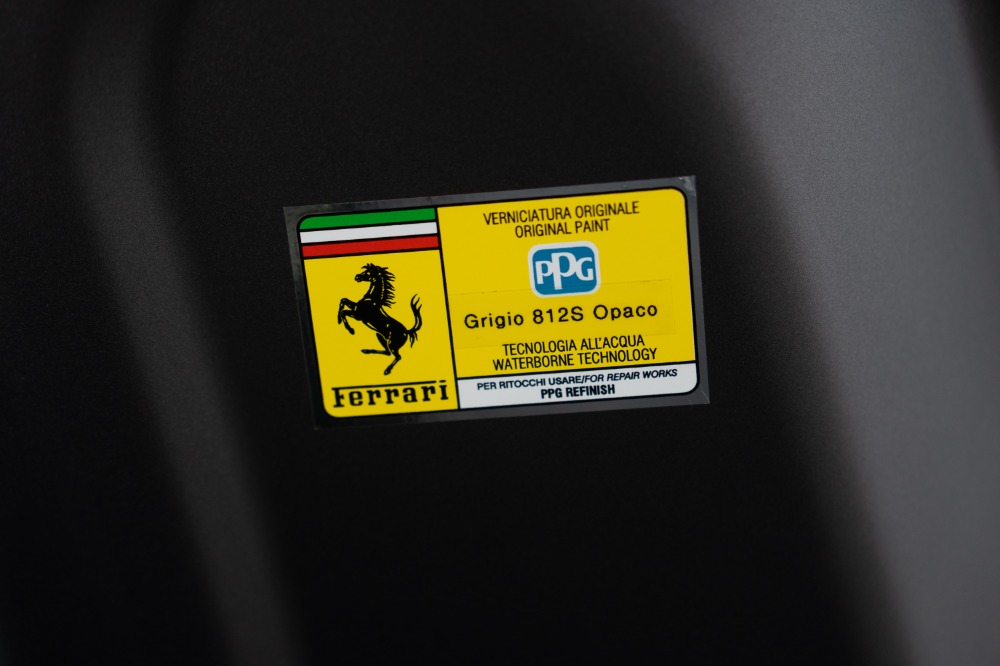 VERNICIATURA ORIGINALE
ORIGINAL PAINT
PPG
Grigio 812S Opaco
TECNOLOGIA ALL'ACQUA
WATERBORNE TECHNOLOGY
PER RITOCCHI USARE/FOR REPAIR WORKS
PPG REFINISH
Ferrari